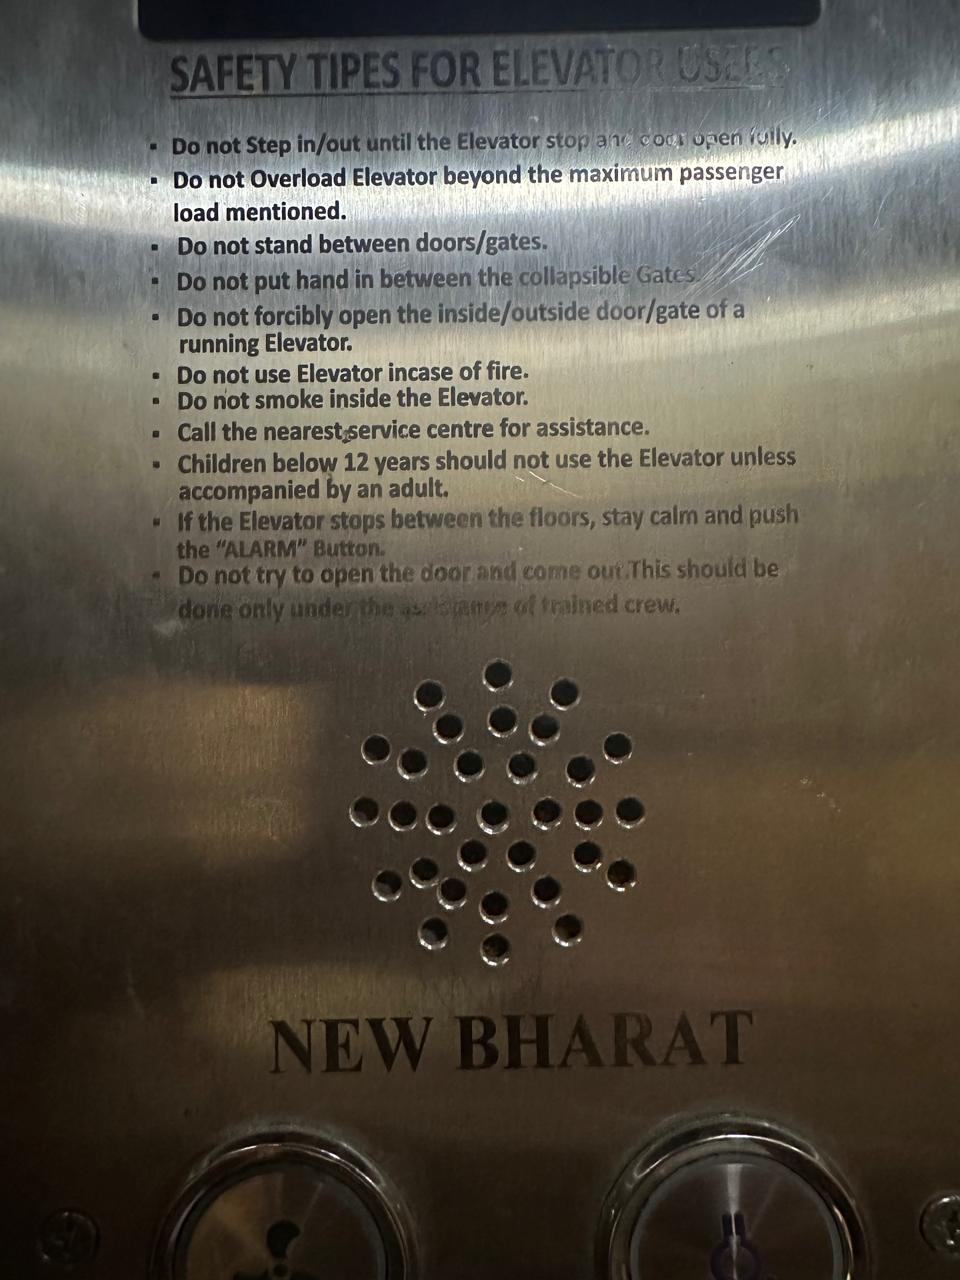 SAFETY TIPES FOR ELEVATOR USERS
▪ Do not Step in/out until the Elevator stop and door open fully.
▪ Do not Overload Elevator beyond the maximum passenger
load mentioned.
▪ Do not stand between doors/gates.
▪ Do not put hand in between the collapsible Gates.
▪ Do not forcibly open the inside/outside door/gate of a
running Elevator.
▪ Do not use Elevator incase of fire.
▪ Do not smoke inside the Elevator.
▪ Call the nearest service centre for assistance.
▪ Children below 12 years should not use the Elevator unless
accompanied by an adult.
▪ If the Elevator stops between the floors, stay calm and push
the “ALARM” Button.
▪ Do not try to open the door and come out.This should be
done only under the assistance of trained crew.
NEW BHARAT